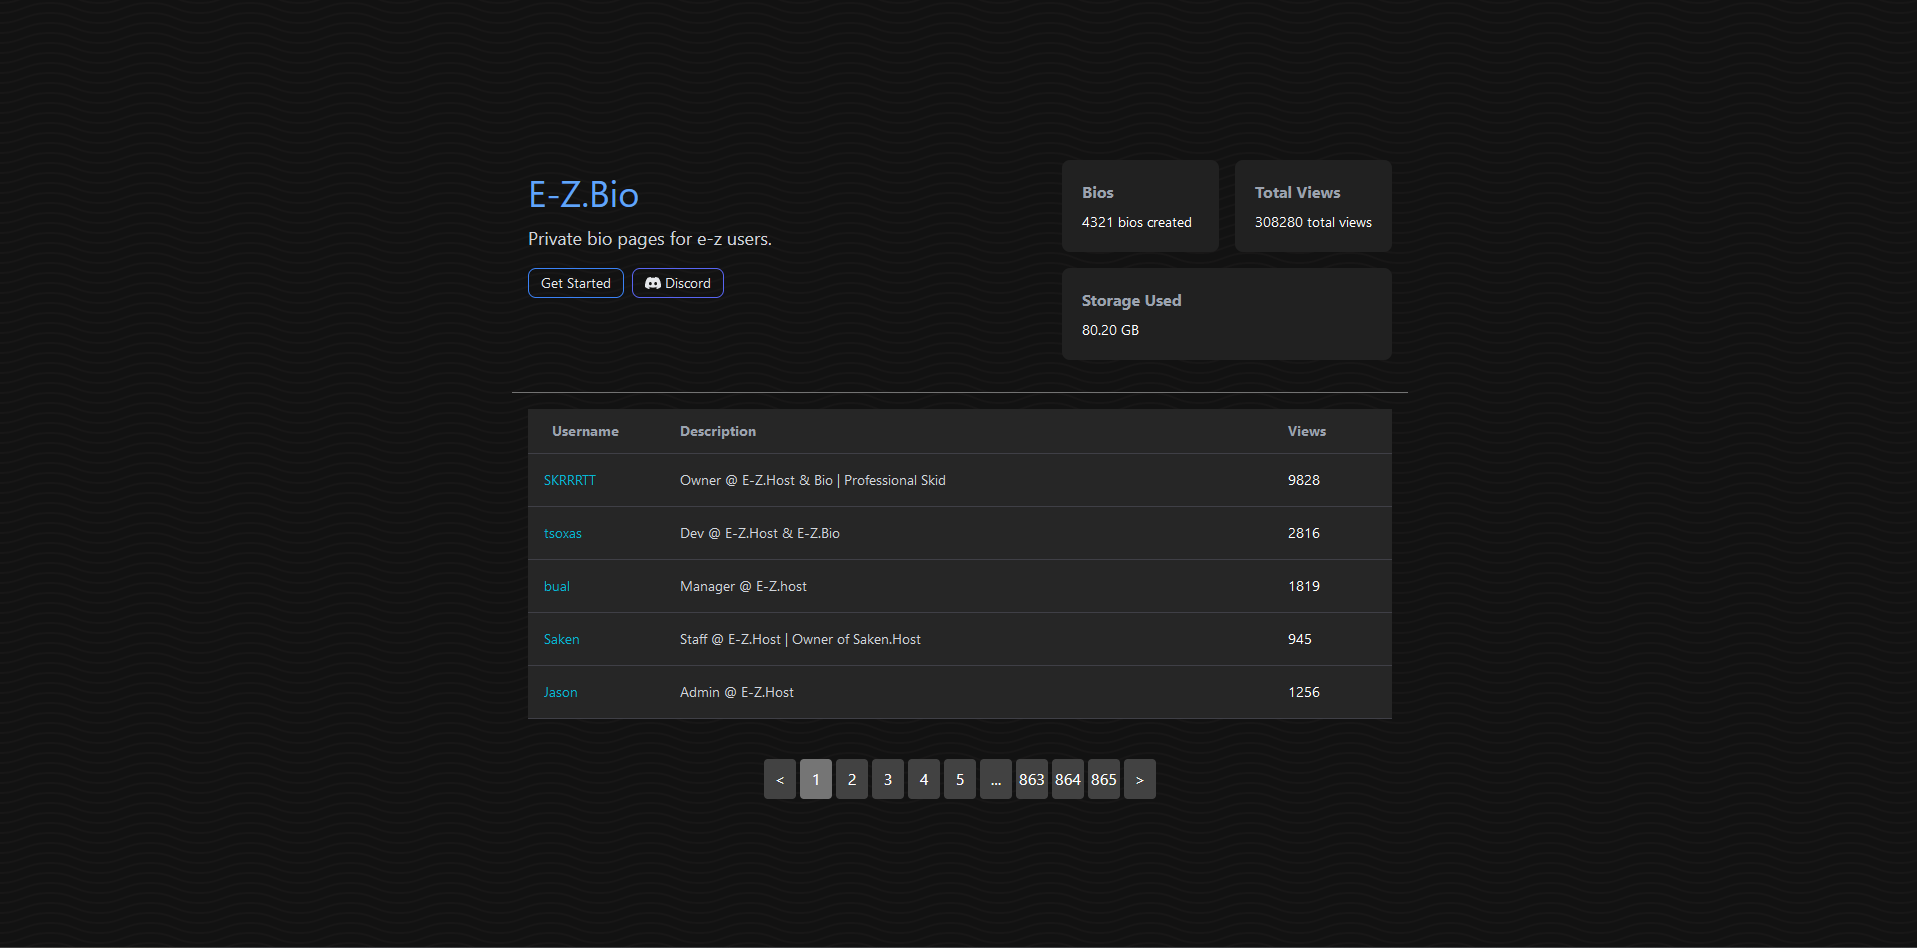 E-Z.Bio
Private bio pages for e-z users.
Get Started
Discord
Bios
4321 bios created
Total Views
308280 total views
Storage Used
80.20 GB
Username Description Views
SKRRRTT Owner @ E-Z.Host & Bio | Professional Skid 9828
tsoxas Dev @ E-Z.Host & E-Z.Bio 2816
bual Manager @ E-Z.host 1819
Saken Staff @ E-Z.Host | Owner of Saken.Host 945
Jason Admin @ E-Z.Host 1256
< 1 2 3 4 5 ... 863 864 865 >